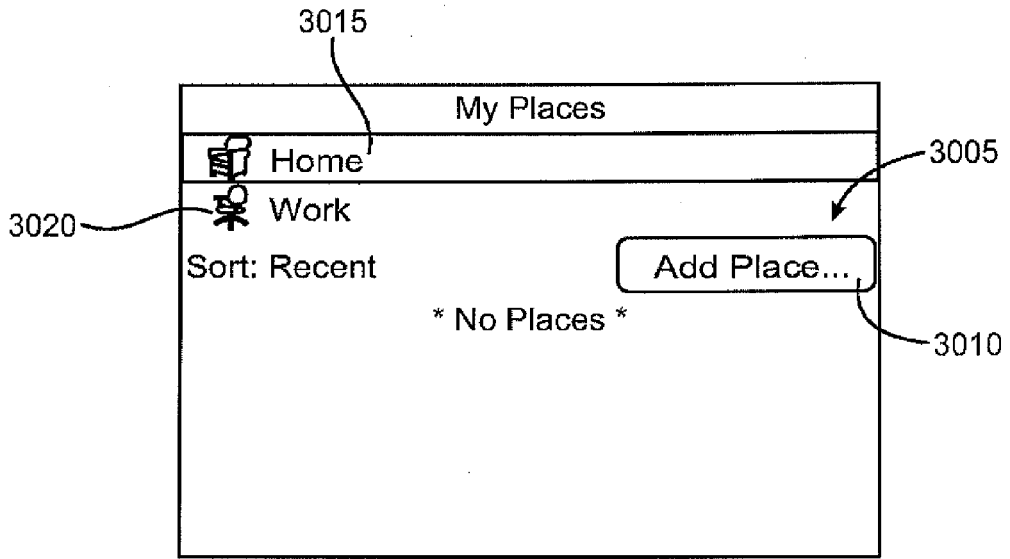 3015
My Places
Home
3005
3020
Work
Sort: Recent
Add Place...
* No Places *
3010